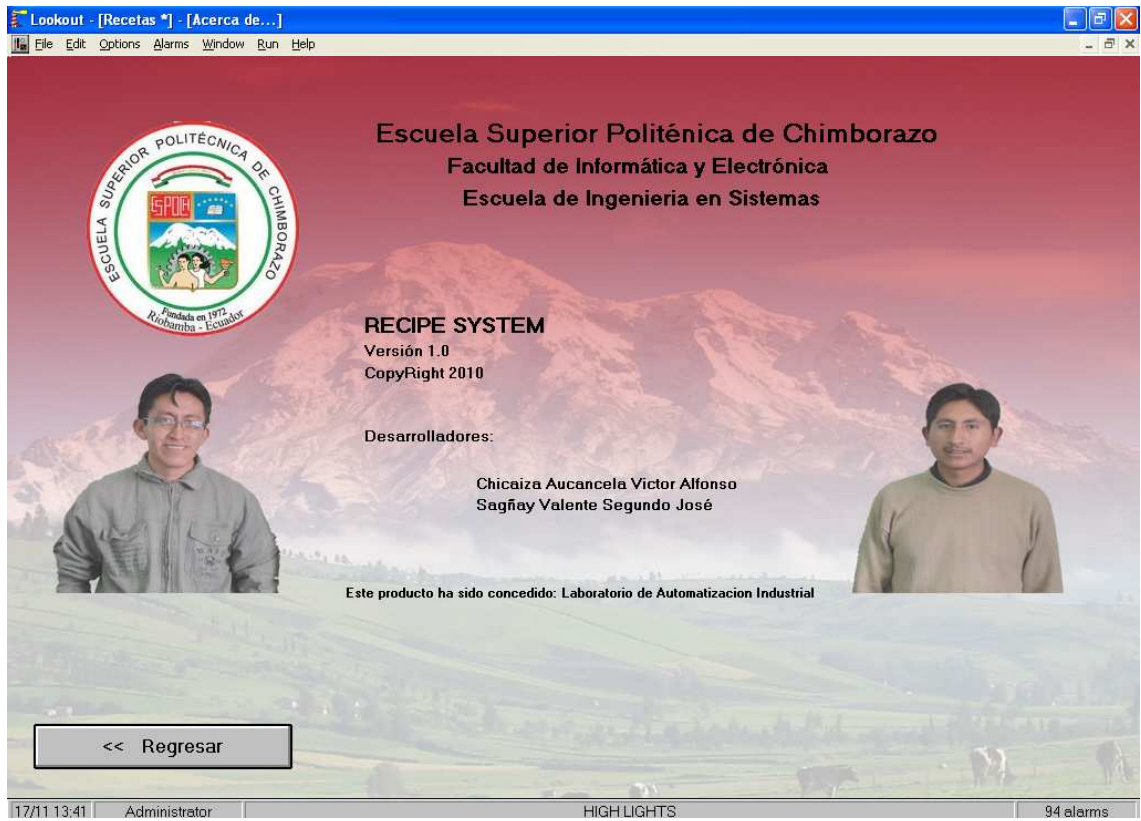 Lookout - [Recetas *] - [Acerca de...]
File Edit Options Alarms Window Run Help
ESCUELA SUPERIOR POLITÉCNICA DE CHIMBORAZO
ESPOCH
Fundada en 1972
Riobamba - Ecuador
Escuela Superior Politénica de Chimborazo
Facultad de Informática y Electrónica
Escuela de Ingenieria en Sistemas
RECIPE SYSTEM
Versión 1.0
CopyRight 2010
Desarrolladores:
Chicaiza Aucancela Victor Alfonso
Sagñay Valente Segundo José
Este producto ha sido concedido: Laboratorio de Automatizacion Industrial
<< Regresar
17/11 13:41 Administrator HIGH LIGHTS 94 alarms